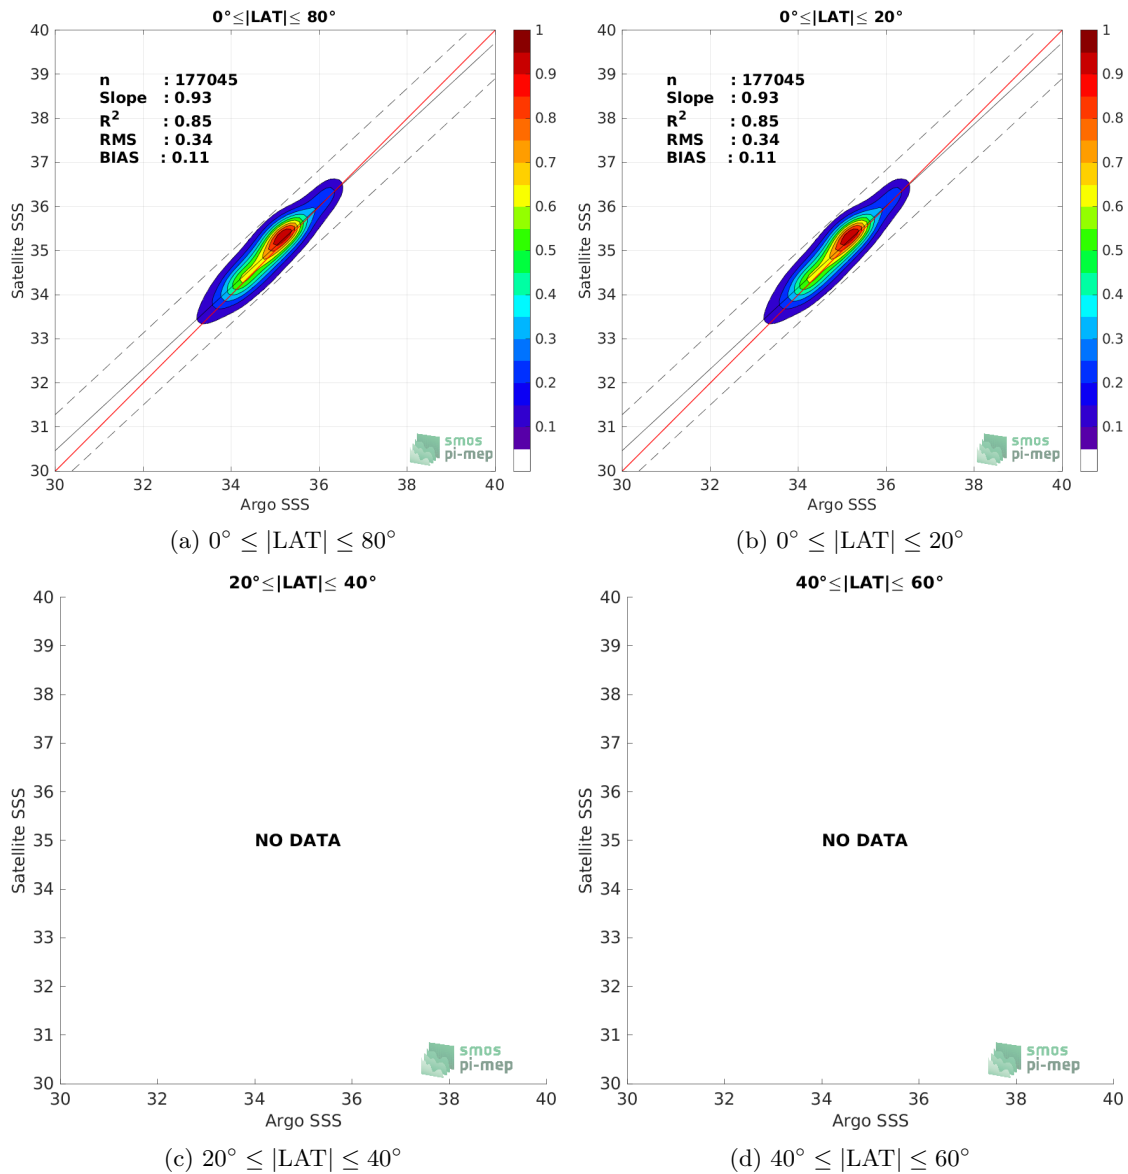 0°≤|LAT|≤ 80°
40
39
38
37
36
35
34
33
32
31
30
Satellite SSS
n : 177045
Slope : 0.93
R² : 0.85
RMS : 0.34
BIAS : 0.11
1
0.9
0.8
0.7
0.6
0.5
0.4
0.3
0.2
0.1
smos
pi-mep
30 32 34 36 38 40
Argo SSS
(a) 0° ≤ |LAT| ≤ 80°
0°≤|LAT|≤ 20°
40
39
38
37
36
35
34
33
32
31
30
Satellite SSS
n : 177045
Slope : 0.93
R² : 0.85
RMS : 0.34
BIAS : 0.11
1
0.9
0.8
0.7
0.6
0.5
0.4
0.3
0.2
0.1
smos
pi-mep
30 32 34 36 38 40
Argo SSS
(b) 0° ≤ |LAT| ≤ 20°
20°≤|LAT|≤ 40°
40
39
38
37
36
35
34
33
32
31
30
Satellite SSS
NO DATA
smos
pi-mep
30 32 34 36 38 40
Argo SSS
(c) 20° ≤ |LAT| ≤ 40°
40°≤|LAT|≤ 60°
40
39
38
37
36
35
34
33
32
31
30
Satellite SSS
NO DATA
smos
pi-mep
30 32 34 36 38 40
Argo SSS
(d) 40° ≤ |LAT| ≤ 60°